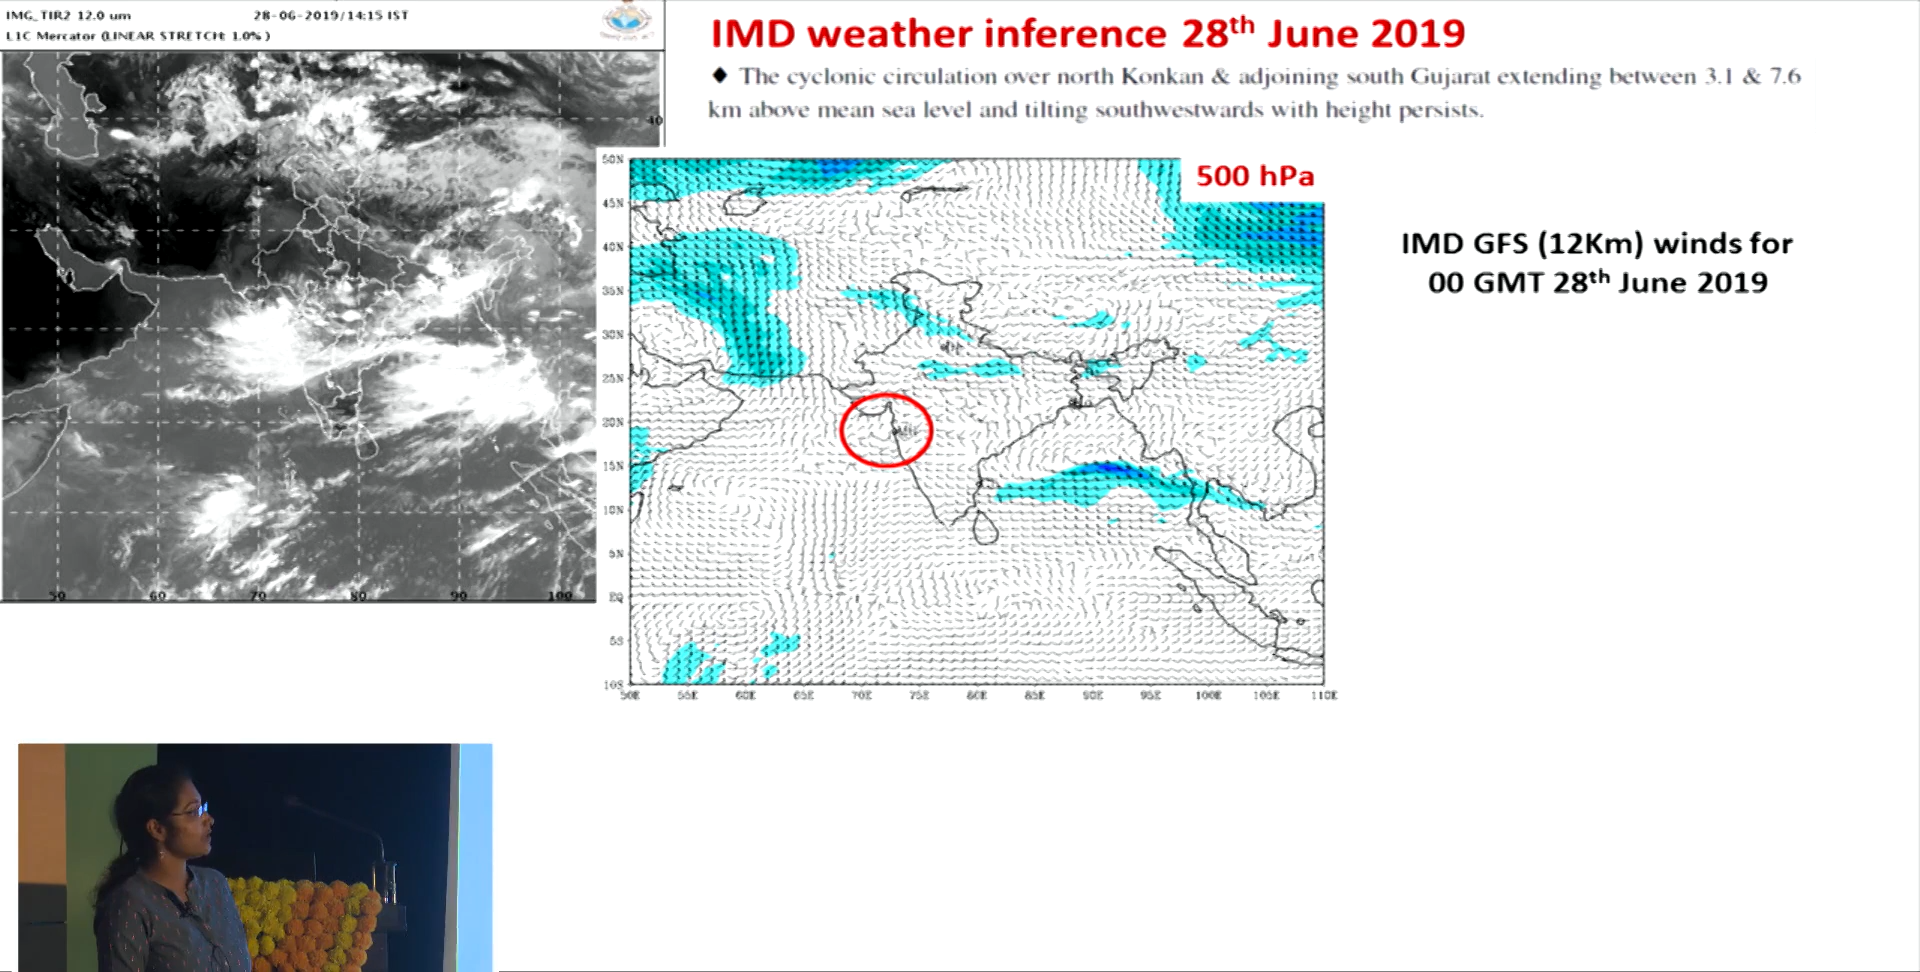 IMG_TIR2 12.0 um 28-06-2019/14:15 IST
L1C Mercator (LINEAR STRETCH: 1.0% )
40
50 60 70 80 90 100
IMD weather inference 28th June 2019
◆ The cyclonic circulation over north Konkan & adjoining south Gujarat extending between 3.1 & 7.6
km above mean sea level and tilting southwestwards with height persists.
500 hPa
50N
45N
40N
35N
30N
25N
20N
15N
10N
5N
EQ
5S
10S
50E 55E 60E 65E 70E 75E 80E 85E 90E 95E 100E 105E 110E
IMD GFS (12Km) winds for
00 GMT 28th June 2019